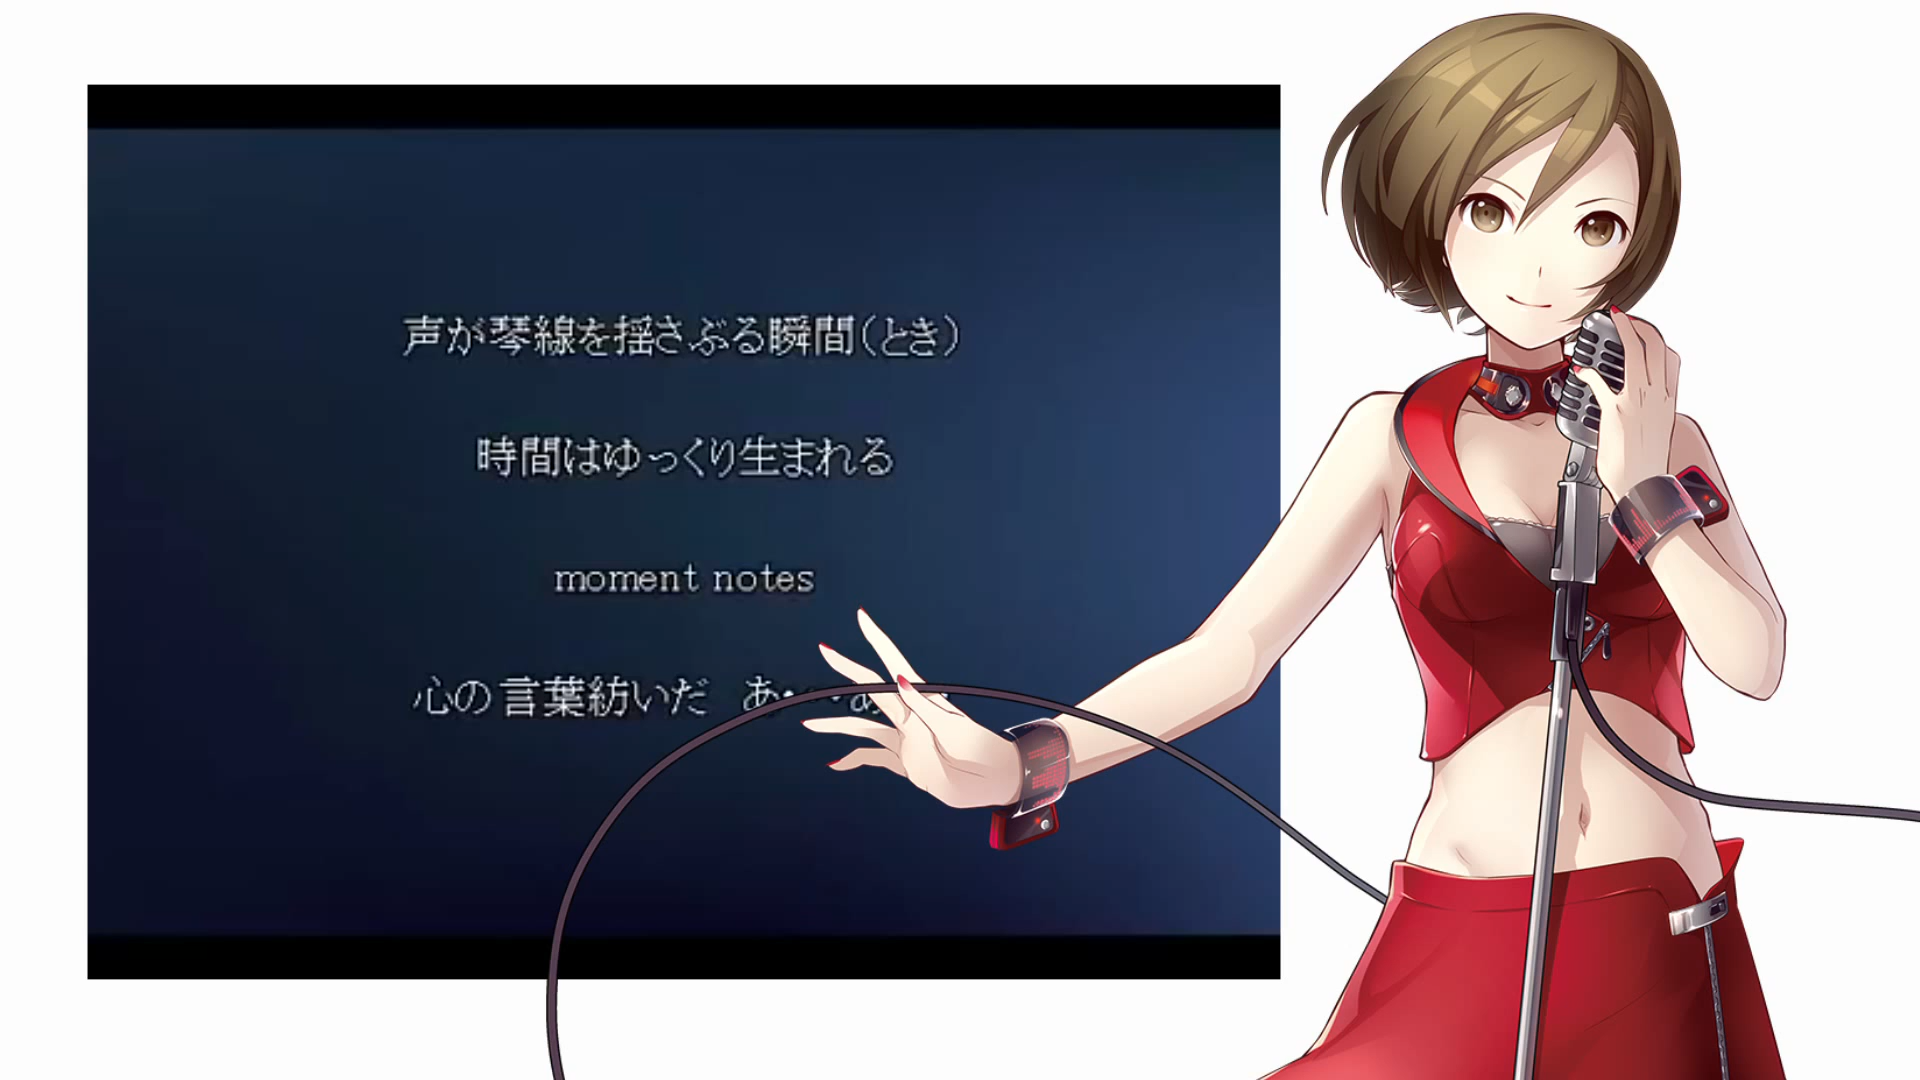 声が琴線を揺さぶる瞬間(とき)
時間はゆっくり生まれる
moment notes
心の言葉紡いだ あ